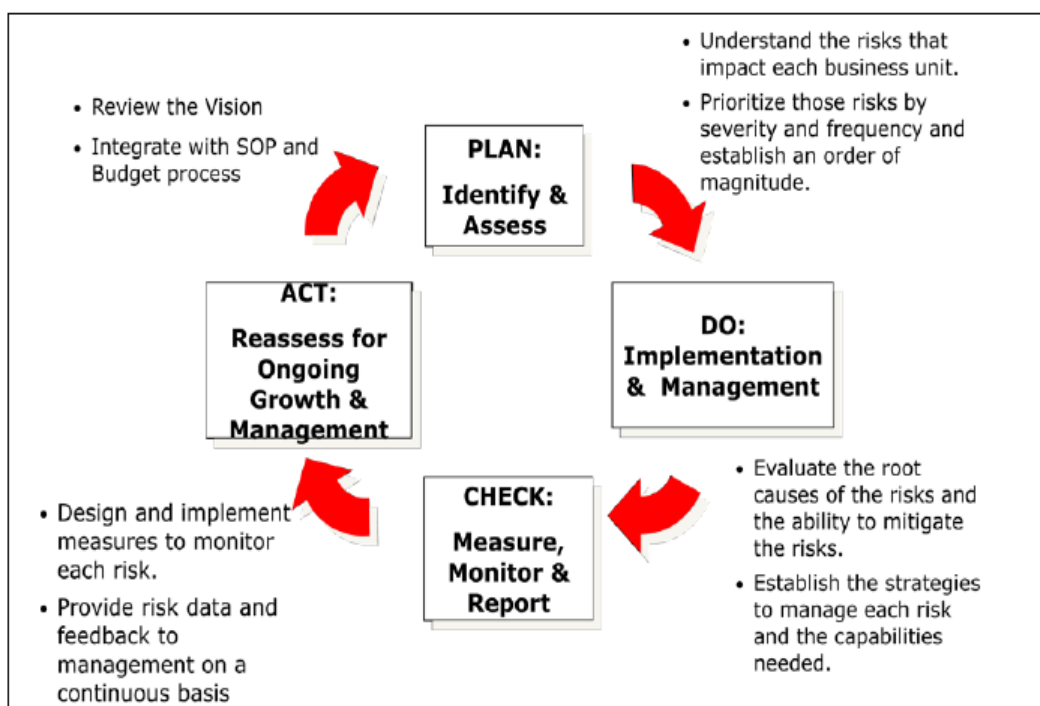 • Understand the risks that
impact each business unit.
• Prioritize those risks by
severity and frequency and
establish an order of
magnitude.
• Review the Vision
• Integrate with SOP and
Budget process
PLAN:
Identify &
Assess
ACT:
Reassess for
Ongoing
Growth &
Management
DO:
Implementation
& Management
CHECK:
Measure,
Monitor &
Report
• Evaluate the root
causes of the risks and
the ability to mitigate
the risks.
• Establish the strategies
to manage each risk
and the capabilities
needed.
• Design and implement
measures to monitor
each risk.
• Provide risk data and
feedback to
management on a
continuous basis